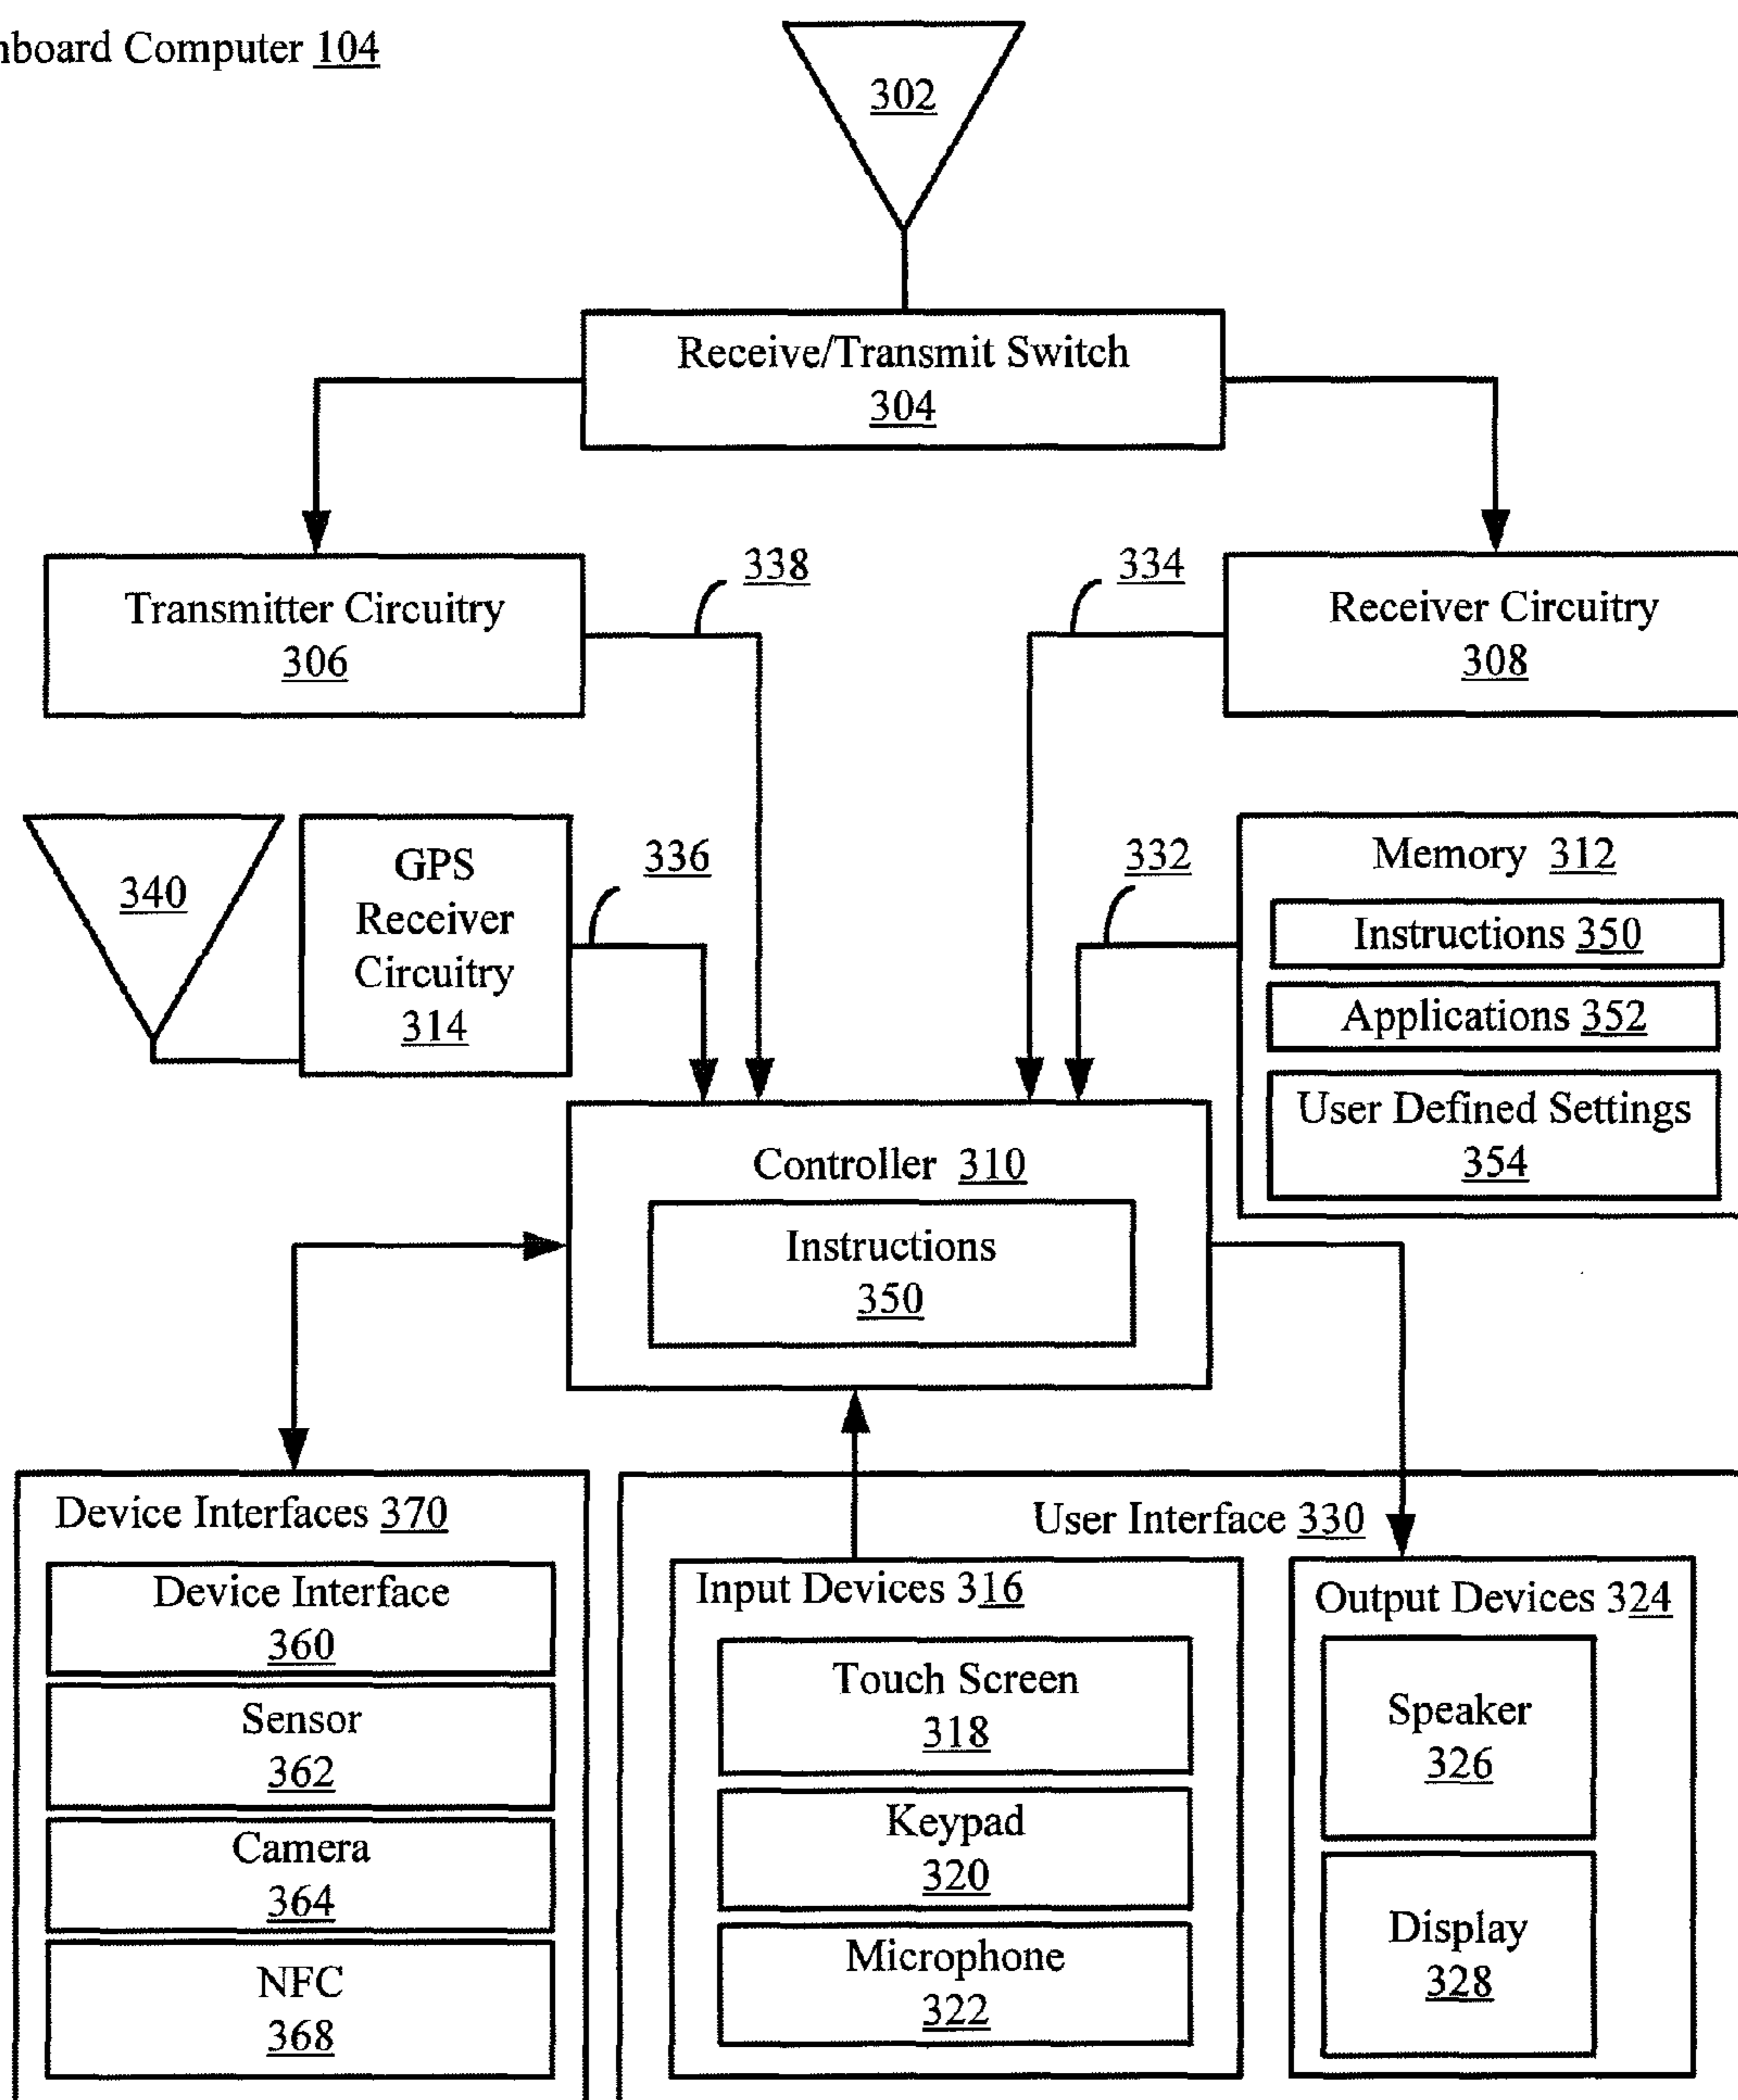 nboard Computer 104
302
Receive/Transmit Switch
304
Transmitter Circuitry
306
338
334
Receiver Circuitry
308
340
GPS
Receiver
Circuitry
314
336
332
Memory 312
Instructions 350
Applications 352
User Defined Settings
354
Controller 310
Instructions
350
Device Interfaces 370
Device Interface
360
Sensor
362
Camera
364
NFC
368
User Interface 330
Input Devices 316
Touch Screen
318
Keypad
320
Microphone
322
Output Devices 324
Speaker
326
Display
328